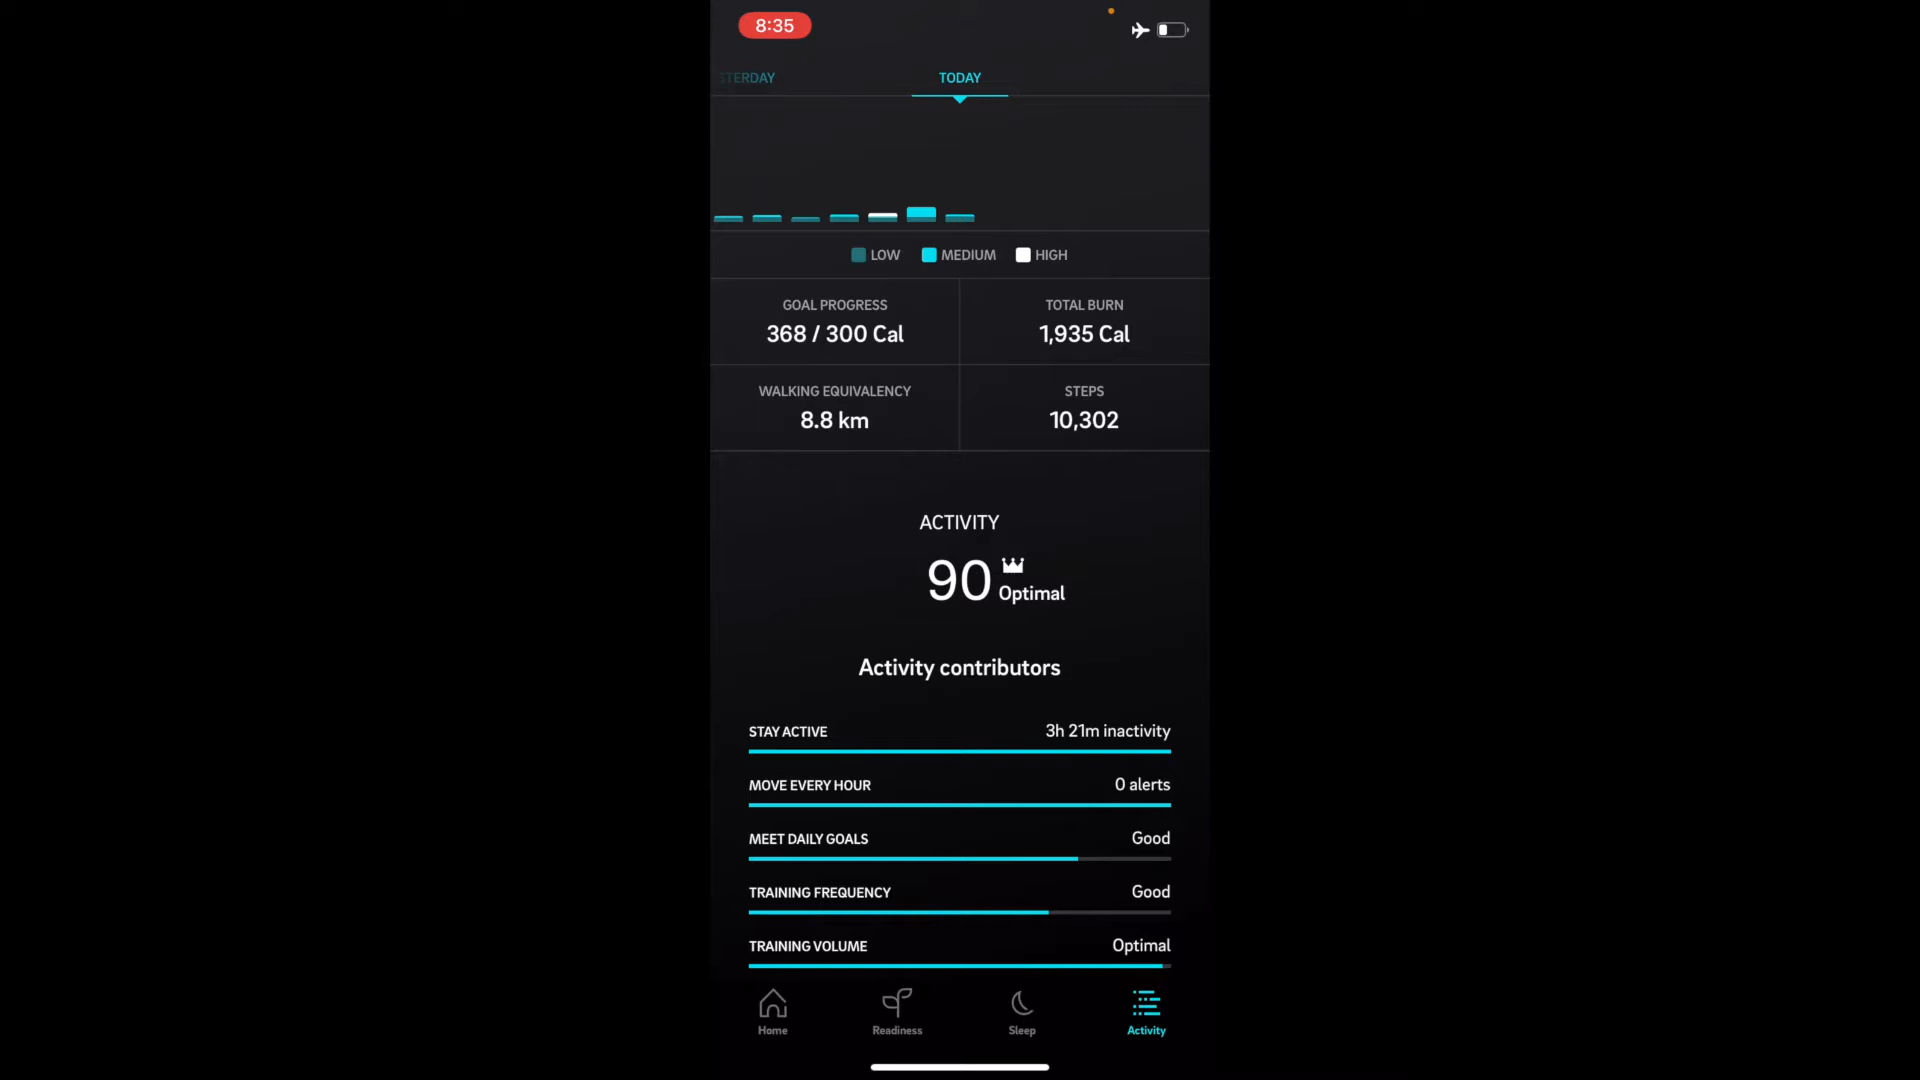 8:35
TERDAY
TODAY
LOW MEDIUM HIGH
GOAL PROGRESS
368 / 300 Cal
TOTAL BURN
1,935 Cal
WALKING EQUIVALENCY
8.8 km
STEPS
10,302
ACTIVITY
90 Optimal
Activity contributors
STAY ACTIVE 3h 21m inactivity
MOVE EVERY HOUR 0 alerts
MEET DAILY GOALS Good
TRAINING FREQUENCY Good
TRAINING VOLUME Optimal
Home Readiness Sleep Activity